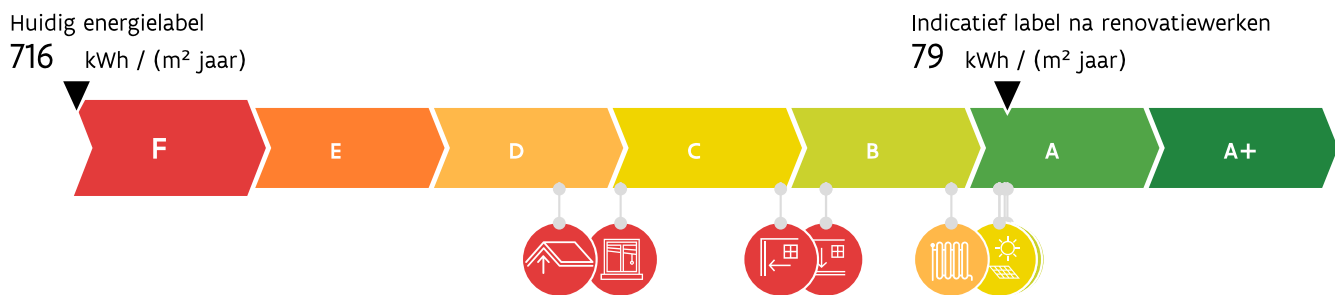 Huidig energielabel
716 kWh / (m² jaar)
Indicatief label na renovatiewerken
79 kWh / (m² jaar)
F E D C B A A+